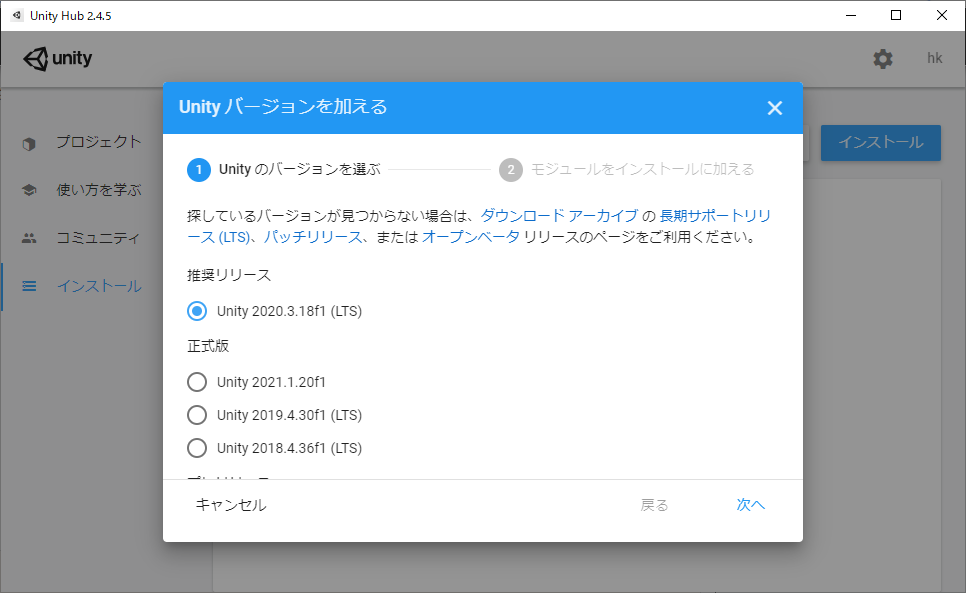 Unity Hub 2.4.5
unity
hk
プロジェクト
使い方を学ぶ
コミュニティ
インストール
インストール
Unity バージョンを加える
1 Unity のバージョンを選ぶ
2 モジュールをインストールに加える
探しているバージョンが見つからない場合は、ダウンロード アーカイブ の 長期サポートリリ
ース (LTS)、パッチリリース、または オープンベータ リリースのページをご利用ください。
推奨リリース
Unity 2020.3.18f1 (LTS)
正式版
Unity 2021.1.20f1
Unity 2019.4.30f1 (LTS)
Unity 2018.4.36f1 (LTS)
キャンセル
戻る
次へ